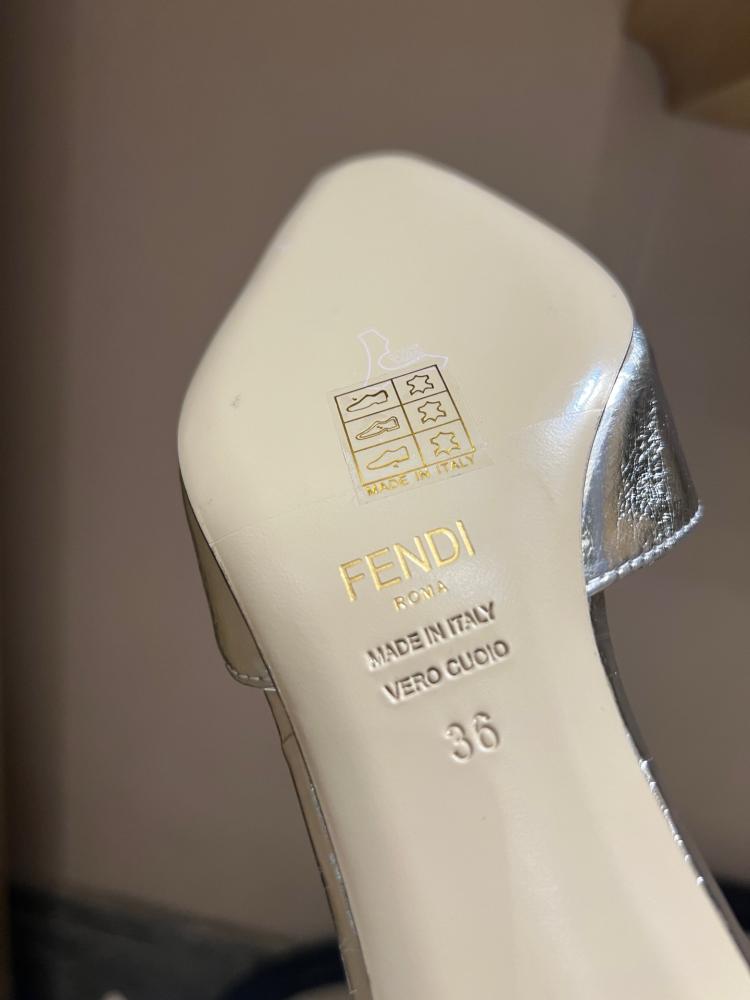 MADE IN ITALY
FENDI
ROMA
MADE IN ITALY
VERO CUOIO
36